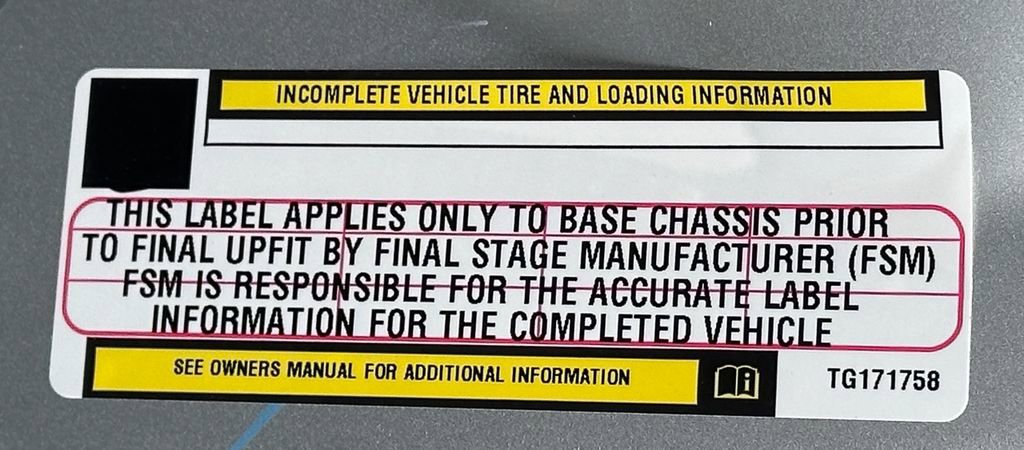 INCOMPLETE VEHICLE TIRE AND LOADING INFORMATION
THIS LABEL APPLIES ONLY TO BASE CHASSIS PRIOR
TO FINAL UPFIT BY FINAL STAGE MANUFACTURER (FSM)
FSM IS RESPONSIBLE FOR THE ACCURATE LABEL
INFORMATION FOR THE COMPLETED VEHICLE
SEE OWNERS MANUAL FOR ADDITIONAL INFORMATION
TG171758